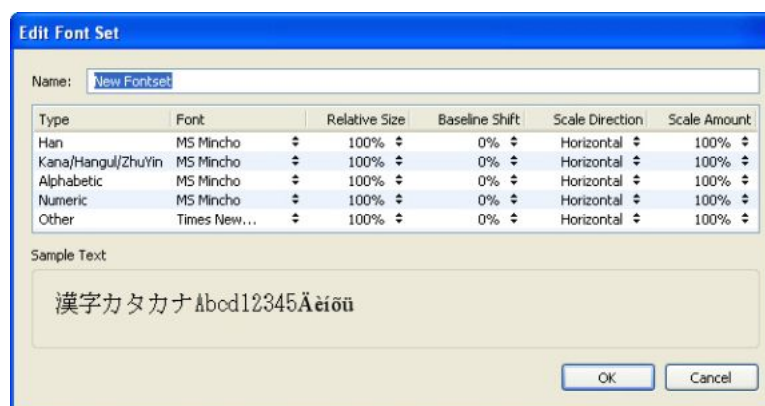 Edit Font Set
Name: New Fontset
Type Font Relative Size Baseline Shift Scale Direction Scale Amount
Han MS Mincho 100% 0% Horizontal 100%
Kana/Hangul/ZhuYin MS Mincho 100% 0% Horizontal 100%
Alphabetic MS Mincho 100% 0% Horizontal 100%
Numeric MS Mincho 100% 0% Horizontal 100%
Other Times New... 100% 0% Horizontal 100%
Sample Text
漢字カタカナAbcd12345Äèíõü
OK Cancel